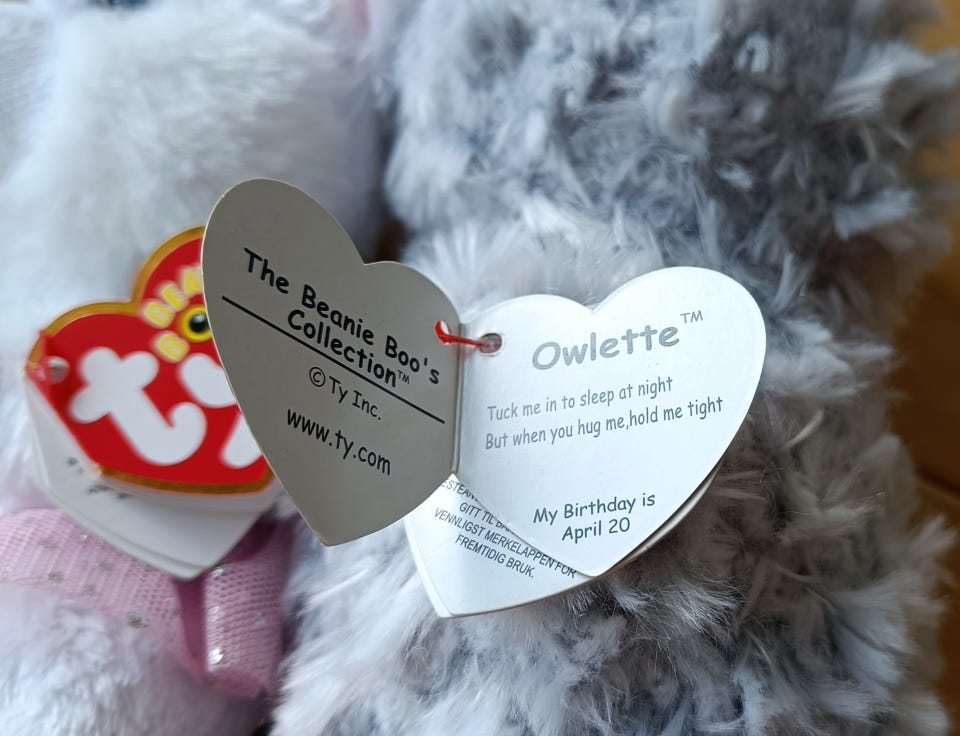 BEA
B
ty
The Beanie Boo's
Collection™
© Ty Inc.
www.ty.com
Owlette™
Tuck me in to sleep at night
But when you hug me,hold me tight
My Birthday is
April 20
GITT TIL
VENNLIGST MERKELAPPEN FOR
FREMTIDIG BRUK.